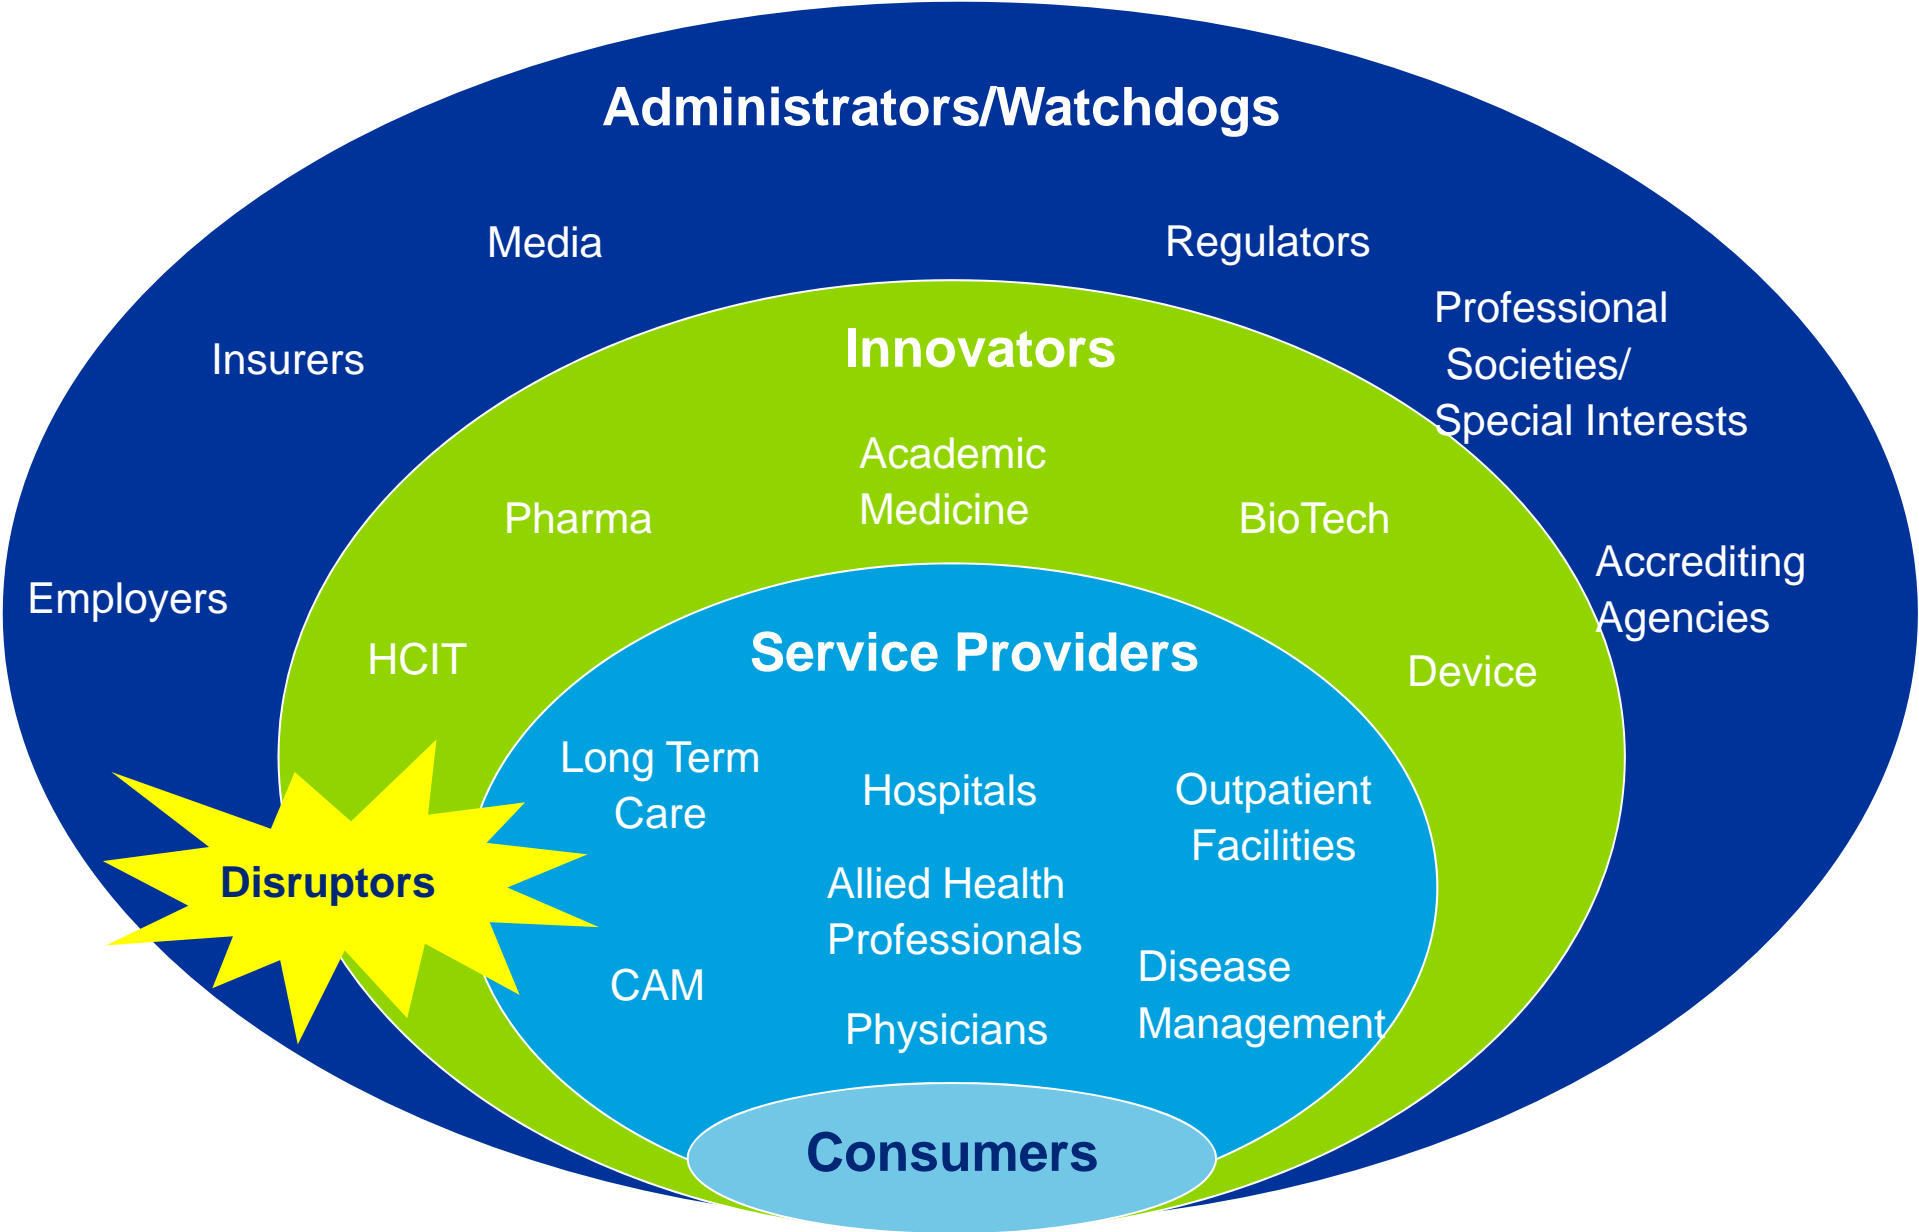 Administrators/Watchdogs
Media
Regulators
Professional
Societies/
Special Interests
Insurers
Innovators
Academic
Medicine
Pharma
BioTech
Accrediting
Agencies
Employers
HCIT
Device
Service Providers
Long Term
Care
Hospitals
Outpatient
Facilities
Disruptors
Allied Health
Professionals
CAM
Disease
Management
Physicians
Consumers